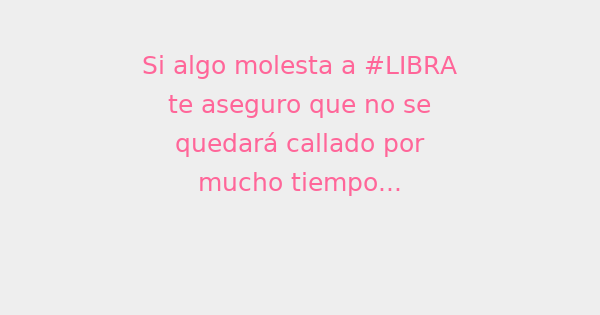 Si algo molesta a #LIBRA
te aseguro que no se
quedará callado por
mucho tiempo...